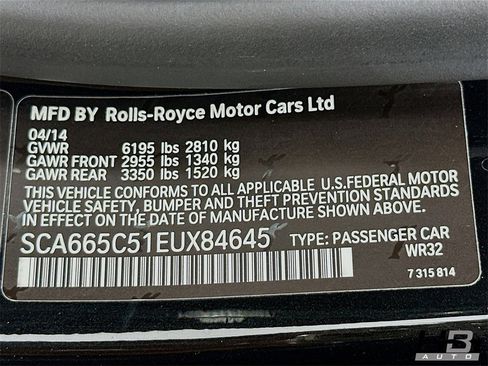 MFD BY Rolls-Royce Motor Cars Ltd
04/14
GVWR 6195 lbs 2810 kg
GAWR FRONT 2955 lbs 1340 kg
GAWR REAR 3350 lbs 1520 kg
THIS VEHICLE CONFORMS TO ALL APPLICABLE U.S.FEDERAL MOTOR
VEHICLE SAFETY, BUMPER AND THEFT PREVENTION STANDARDS
IN EFFECT ON THE DATE OF MANUFACTURE SHOWN ABOVE.
SCA665C51EUX84645 TYPE: PASSENGER CAR
WR32
7 315 814
AUTO